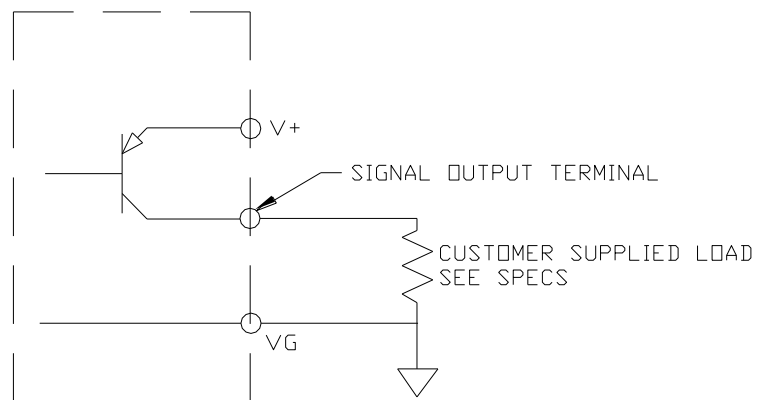 V+
SIGNAL OUTPUT TERMINAL
CUSTOMER SUPPLIED LOAD
SEE SPECS
VG